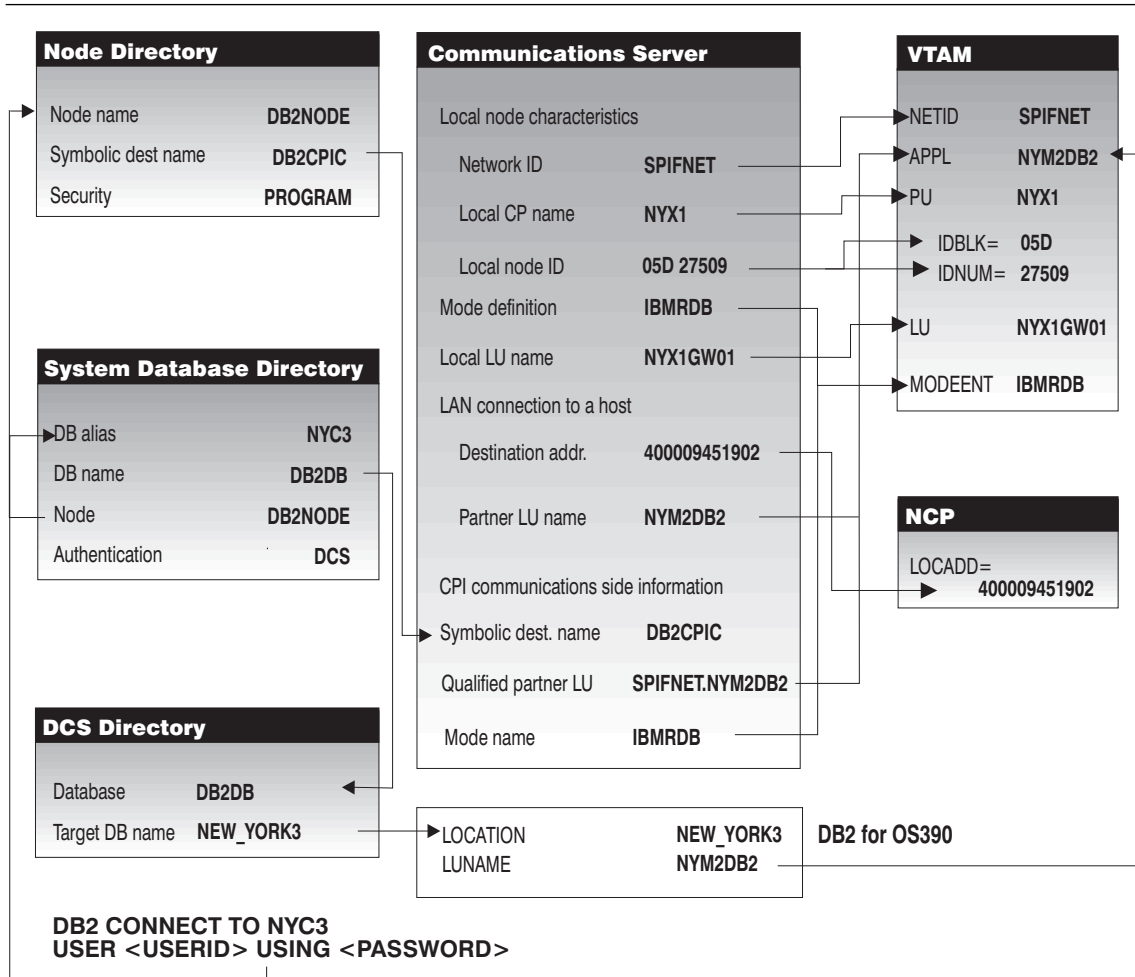 Node Directory
Node name DB2NODE
Symbolic dest name DB2CPIC
Security PROGRAM
System Database Directory
DB alias NYC3
DB name DB2DB
Node DB2NODE
Authentication DCS
DCS Directory
Database DB2DB
Target DB name NEW_YORK3
Communications Server
Local node characteristics
Network ID SPIFNET
Local CP name NYX1
Local node ID 05D 27509
Mode definition IBMRDB
Local LU name NYX1GW01
LAN connection to a host
Destination addr. 400009451902
Partner LU name NYM2DB2
CPI communications side information
Symbolic dest. name DB2CPIC
Qualified partner LU SPIFNET.NYM2DB2
Mode name IBMRDB
VTAM
NETID SPIFNET
APPL NYM2DB2
PU NYX1
IDBLK= 05D
IDNUM= 27509
LU NYX1GW01
MODEENT IBMRDB
NCP
LOCADD=
400009451902
LOCATION NEW_YORK3
LUNAME NYM2DB2
DB2 for OS390
DB2 CONNECT TO NYC3
USER <USERID> USING <PASSWORD>